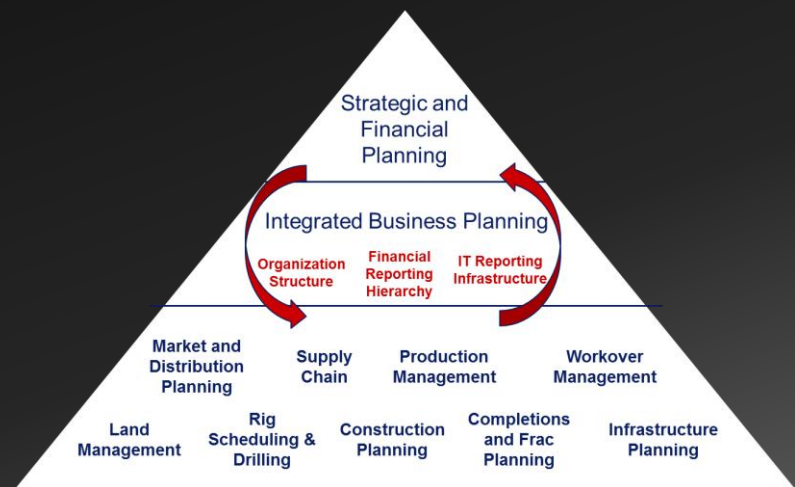 Strategic and
Financial
Planning
Integrated Business Planning
Organization
Structure
Financial
Reporting
Hierarchy
IT Reporting
Infrastructure
Market and
Distribution
Planning
Supply
Chain
Production
Management
Workover
Management
Land
Management
Rig
Scheduling &
Drilling
Construction
Planning
Completions
and Frac
Planning
Infrastructure
Planning